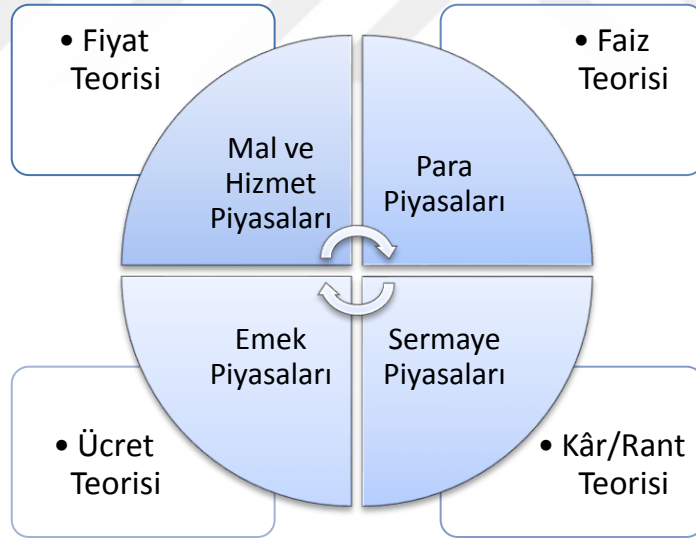 • Fiyat
Teorisi
• Faiz
Teorisi
Mal ve
Hizmet
Piyasaları
Para
Piyasaları
Emek
Piyasaları
Sermaye
Piyasaları
• Ücret
Teorisi
• Kâr/Rant
Teorisi